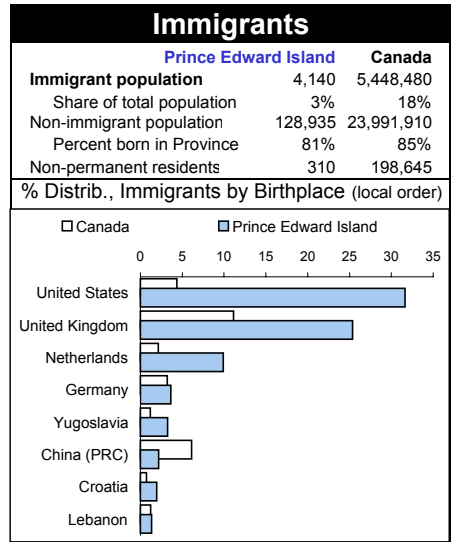 Immigrants
Prince Edward Island Canada
Immigrant population 4,140 5,448,480
Share of total population 3% 18%
Non-immigrant population 128,935 23,991,910
Percent born in Province 81% 85%
Non-permanent residents 310 198,645
% Distrib., Immigrants by Birthplace (local order)
Canada Prince Edward Island
0 5 10 15 20 25 30 35
United States
United Kingdom
Netherlands
Germany
Yugoslavia
China (PRC)
Croatia
Lebanon